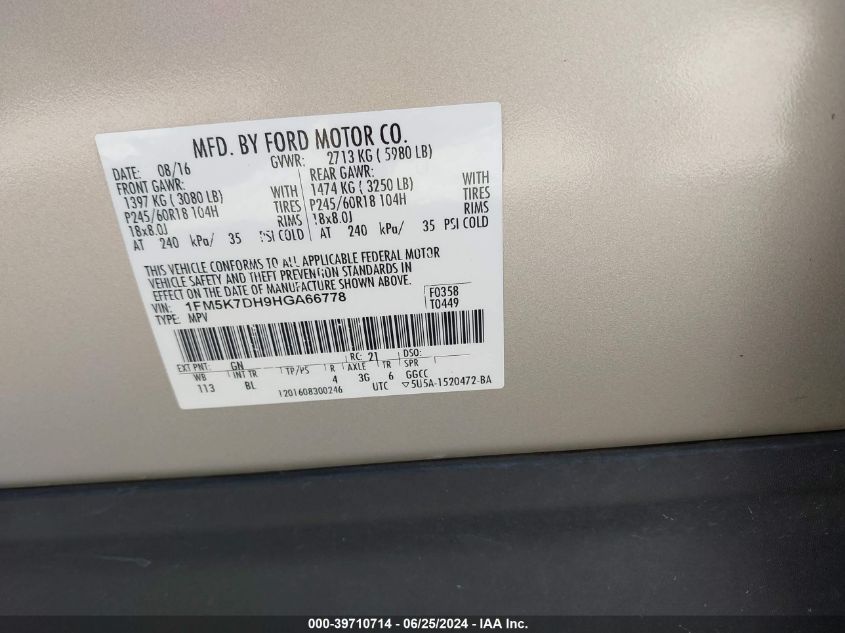 MFD. BY FORD MOTOR CO.
DATE: 08/16 GVWR: 2713 KG ( 5980 LB)
FRONT GAWR: REAR GAWR:
1397 KG ( 3080 LB) WITH 1474 KG ( 3250 LB) WITH
P245/60R18 104H TIRES P245/60R18 104H TIRES
18x8.0J RIMS 18x8.0J RIMS
AT 240 kPa/ 35 PSI COLD AT 240 kPa/ 35 PSI COLD
THIS VEHICLE CONFORMS TO ALL APPLICABLE FEDERAL MOTOR
VEHICLE SAFETY AND THEFT PREVENTION STANDARDS IN
EFFECT ON THE DATE OF MANUFACTURE SHOWN ABOVE.
VIN: 1FM5K7DH9HGA66778 F0358
TYPE: MPV T0449
EXT PNT: GN RC: 21 DSO:
WB INT TR TP/PS R AXLE TR SPR
113 BL 4 3G 6 GGCC
1201608300246 UTC ▽5U5A-1520472-BA
000-39710714 - 06/25/2024 - IAA Inc.